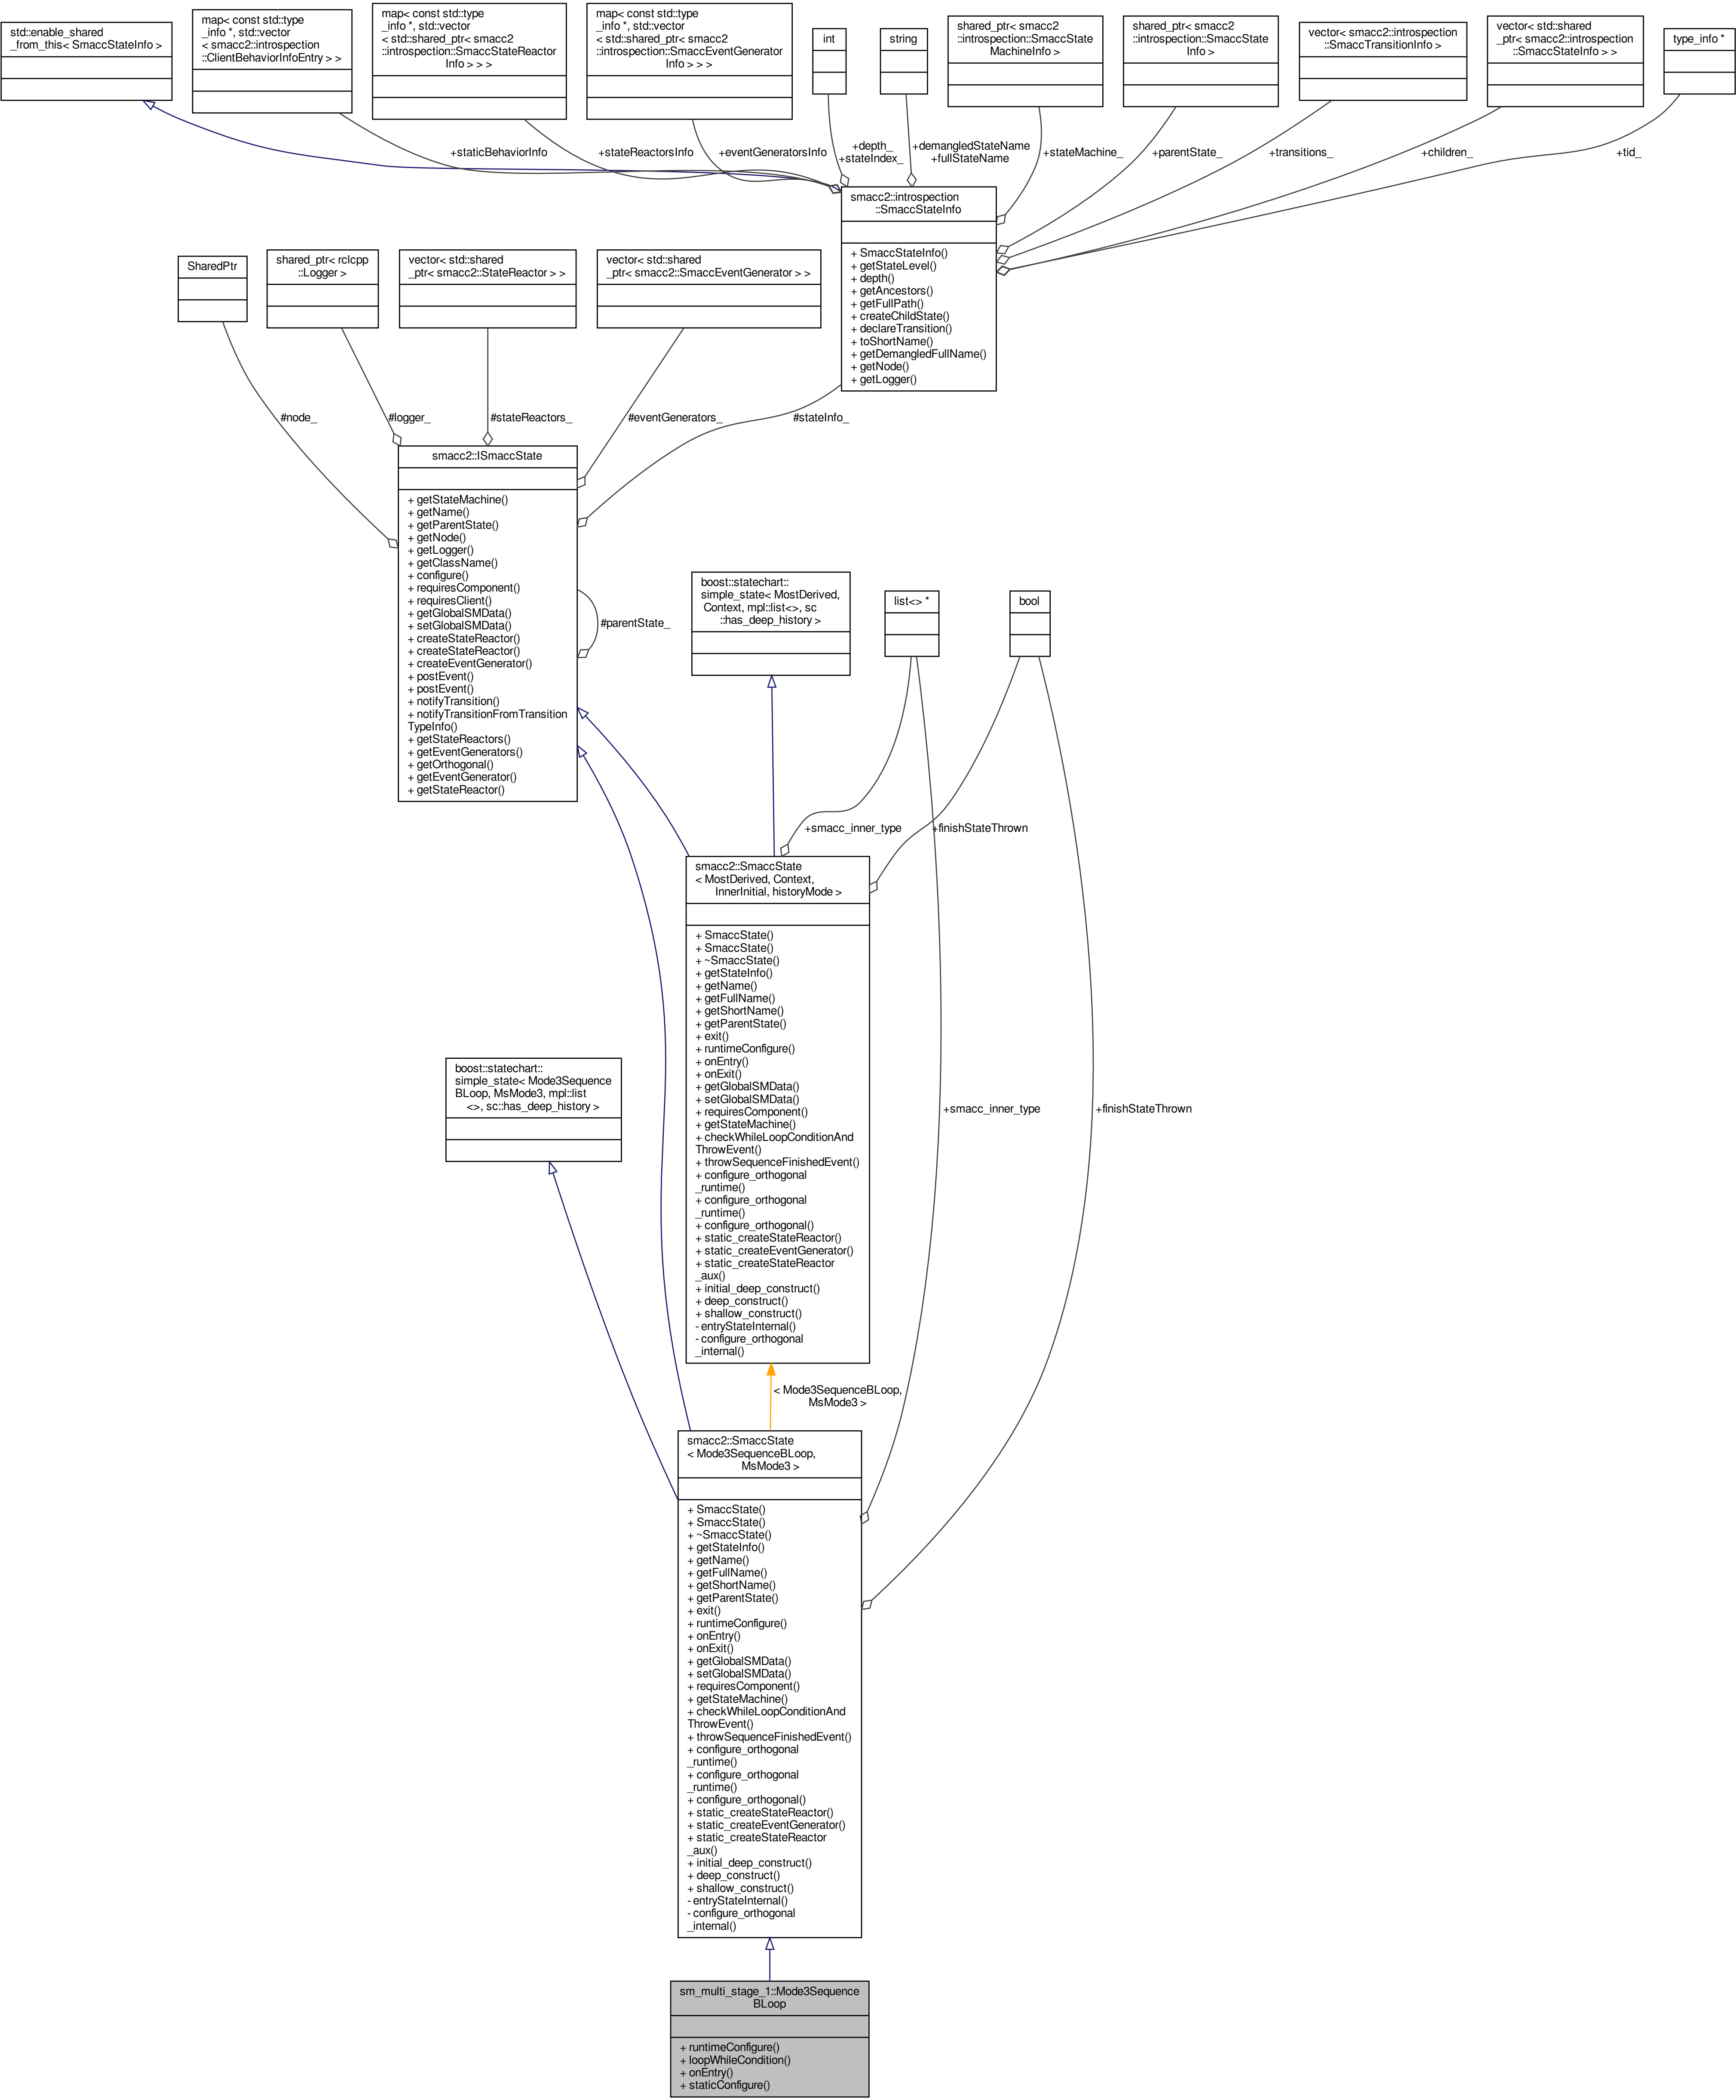 std::enable_shared
_from_this< SmaccStateInfo >
map< const std::type
_info *, std::vector
< smacc2::introspection
::ClientBehaviorInfoEntry > >
map< const std::type
_info *, std::vector
< std::shared_ptr< smacc2
::introspection::SmaccStateReactor
Info > > >
map< const std::type
_info *, std::vector
< std::shared_ptr< smacc2
::introspection::SmaccEventGenerator
Info > > >
int
string
shared_ptr< smacc2
::introspection::SmaccState
MachineInfo >
shared_ptr< smacc2
::introspection::SmaccState
Info >
vector< smacc2::introspection
::SmaccTransitionInfo >
vector< std::shared
_ptr< smacc2::introspection
::SmaccStateInfo > >
type_info *
+staticBehaviorInfo
+stateReactorsInfo
+eventGeneratorsInfo
+depth_
+stateIndex_
+demangledStateName
+fullStateName
+stateMachine_
+parentState_
+transitions_
+children_
+tid_
smacc2::introspection
::SmaccStateInfo
+ SmaccStateInfo()
+ getStateLevel()
+ depth()
+ getAncestors()
+ getFullPath()
+ createChildState()
+ declareTransition()
+ toShortName()
+ getDemangledFullName()
+ getNode()
+ getLogger()
SharedPtr
shared_ptr< rclcpp
::Logger >
vector< std::shared
_ptr< smacc2::StateReactor > >
vector< std::shared
_ptr< smacc2::SmaccEventGenerator > >
#node_
#logger_
#stateReactors_
#eventGenerators_
#stateInfo_
smacc2::ISmaccState
+ getStateMachine()
+ getName()
+ getParentState()
+ getNode()
+ getLogger()
+ getClassName()
+ configure()
+ requiresComponent()
+ requiresClient()
+ getGlobalSMData()
+ setGlobalSMData()
+ createStateReactor()
+ createStateReactor()
+ createEventGenerator()
+ postEvent()
+ postEvent()
+ notifyTransition()
+ notifyTransitionFromTransition
TypeInfo()
+ getStateReactors()
+ getEventGenerators()
+ getOrthogonal()
+ getEventGenerator()
+ getStateReactor()
#parentState_
boost::statechart::
simple_state< MostDerived,
Context, mpl::list<>, sc
::has_deep_history >
list<> *
bool
+smacc_inner_type
+finishStateThrown
smacc2::SmaccState
< MostDerived, Context,
InnerInitial, historyMode >
+ SmaccState()
+ SmaccState()
+ ~SmaccState()
+ getStateInfo()
+ getName()
+ getFullName()
+ getShortName()
+ getParentState()
+ exit()
+ runtimeConfigure()
+ onEntry()
+ onExit()
+ getGlobalSMData()
+ setGlobalSMData()
+ requiresComponent()
+ getStateMachine()
+ checkWhileLoopConditionAnd
ThrowEvent()
+ throwSequenceFinishedEvent()
+ configure_orthogonal
_runtime()
+ configure_orthogonal
_runtime()
+ configure_orthogonal()
+ static_createStateReactor()
+ static_createEventGenerator()
+ static_createStateReactor
_aux()
+ initial_deep_construct()
+ deep_construct()
+ shallow_construct()
- entryStateInternal()
- configure_orthogonal
_internal()
boost::statechart::
simple_state< Mode3Sequence
BLoop, MsMode3, mpl::list
<>, sc::has_deep_history >
+smacc_inner_type
+finishStateThrown
< Mode3SequenceBLoop,
MsMode3 >
smacc2::SmaccState
< Mode3SequenceBLoop,
MsMode3 >
+ SmaccState()
+ SmaccState()
+ ~SmaccState()
+ getStateInfo()
+ getName()
+ getFullName()
+ getShortName()
+ getParentState()
+ exit()
+ runtimeConfigure()
+ onEntry()
+ onExit()
+ getGlobalSMData()
+ setGlobalSMData()
+ requiresComponent()
+ getStateMachine()
+ checkWhileLoopConditionAnd
ThrowEvent()
+ throwSequenceFinishedEvent()
+ configure_orthogonal
_runtime()
+ configure_orthogonal
_runtime()
+ configure_orthogonal()
+ static_createStateReactor()
+ static_createEventGenerator()
+ static_createStateReactor
_aux()
+ initial_deep_construct()
+ deep_construct()
+ shallow_construct()
- entryStateInternal()
- configure_orthogonal
_internal()
sm_multi_stage_1::Mode3Sequence
BLoop
+ runtimeConfigure()
+ loopWhileCondition()
+ onEntry()
+ staticConfigure()